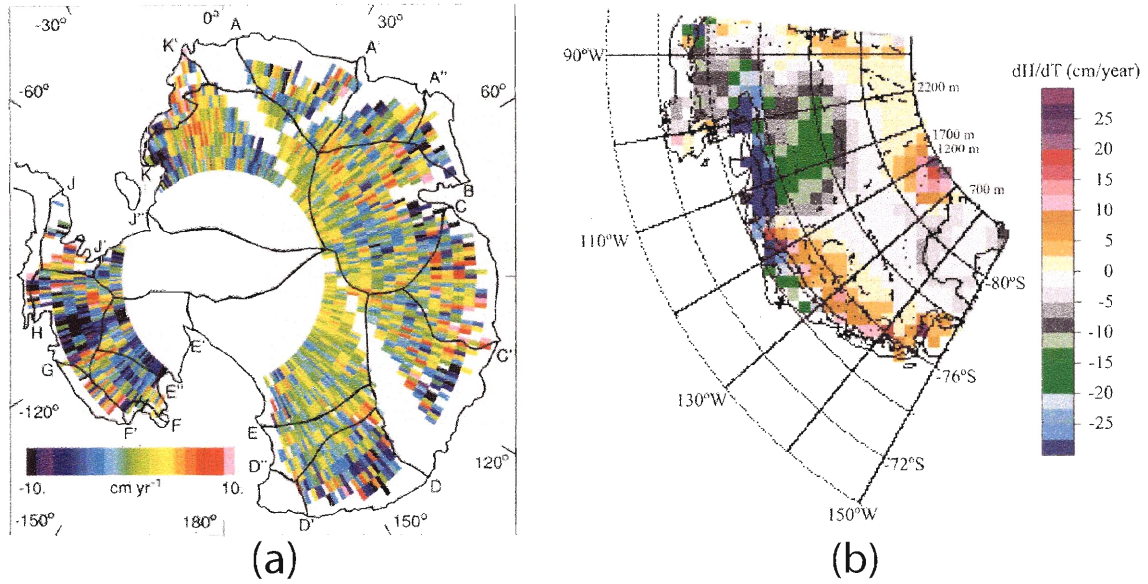 0° A 30°
K'
A'
A''
-60° 60°
K
J B
C
J''
J'
H
E'
G C'
E''
F
-120° F' E 120°
D'' D
-10. cm yr⁻¹ 10.
-150° 180° D' 150°
(a)
90°W
dH/dT (cm/year)
2200 m
1700 m
1200 m
700 m
25
20
15
10
5
0
-5
-10
-15
-20
-25
110°W
-80°S
130°W
-76°S
-72°S
150°W
(b)